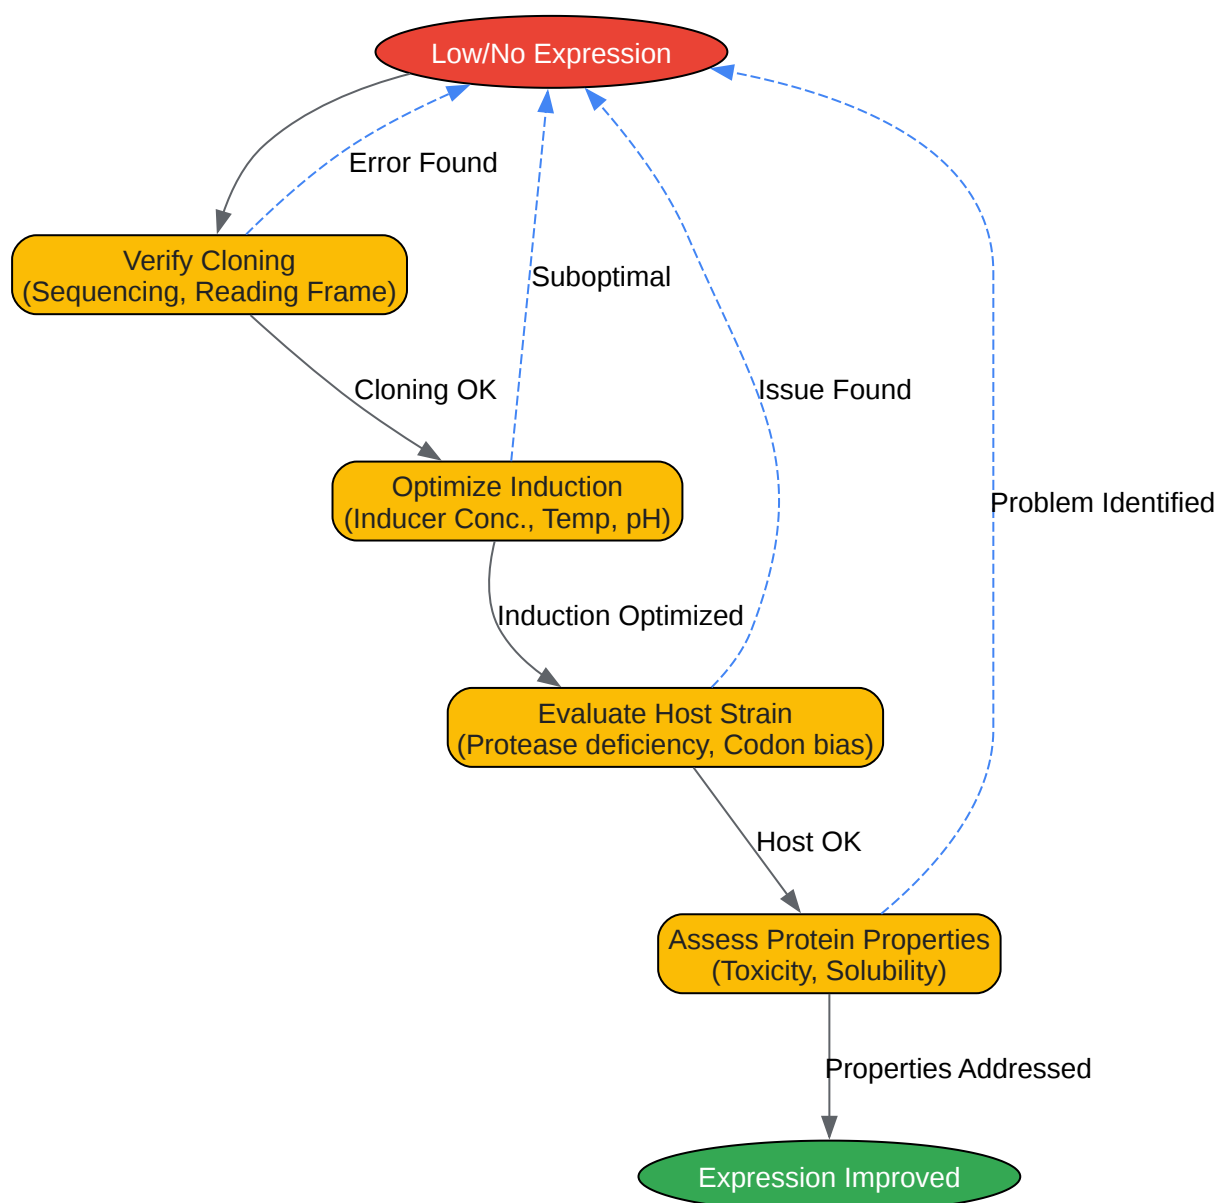 Low/No Expression
Error Found
Verify Cloning
(Sequencing, Reading Frame)
Suboptimal
Cloning OK
Issue Found
Optimize Induction
(Inducer Conc., Temp, pH)
Problem Identified
Induction Optimized
Evaluate Host Strain
(Protease deficiency, Codon bias)
Host OK
Assess Protein Properties
(Toxicity, Solubility)
Properties Addressed
Expression Improved